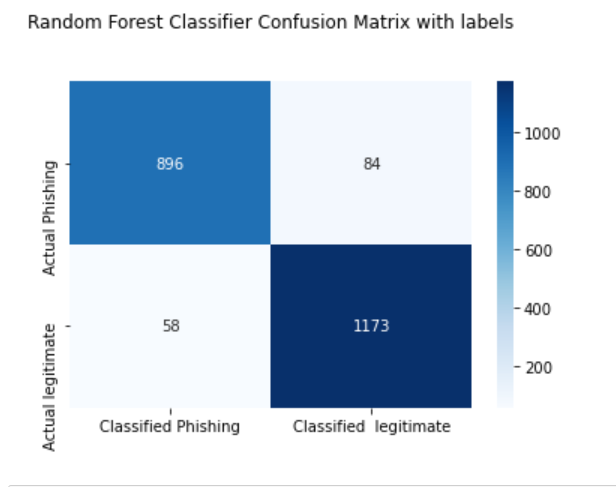 Random Forest Classifier Confusion Matrix with labels
Actual Phishing
896
84
Actual legitimate
58
1173
Classified Phishing
Classified  legitimate
1000
800
600
400
200